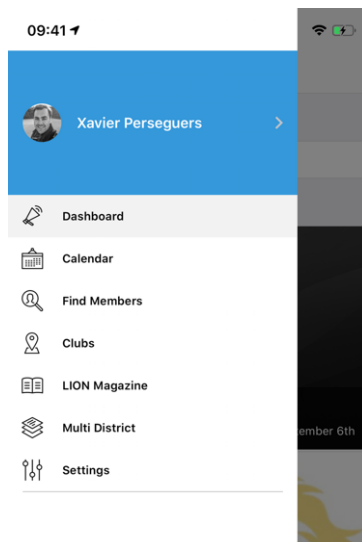 09:41
Xavier Perseguers
Dashboard
Calendar
Find Members
Clubs
LION Magazine
Multi District
ember 6th
Settings